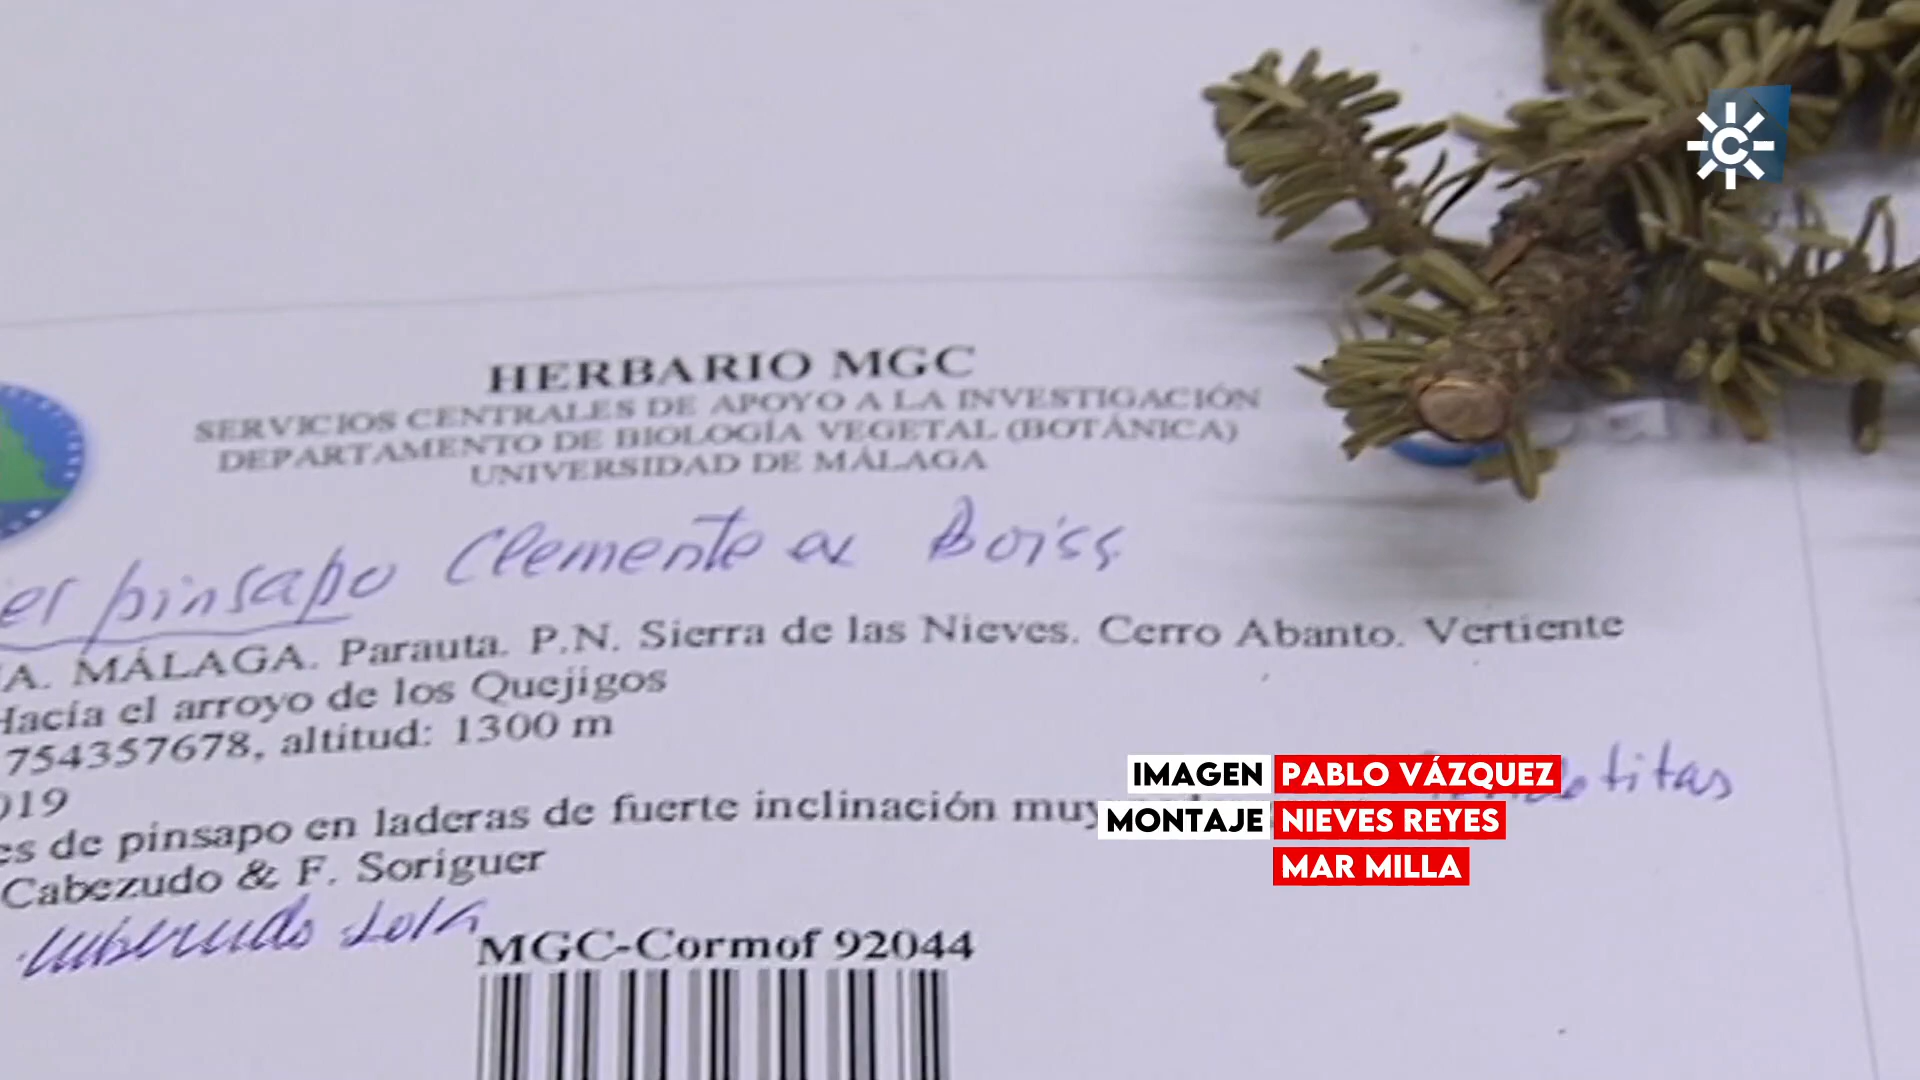 HERBARIO MGC
SERVICIOS CENTRALES DE APOYO A LA INVESTIGACIÓN
DEPARTAMENTO DE BIOLOGÍA VEGETAL (BOTÁNICA)
UNIVERSIDAD DE MÁLAGA
pinsapo Clemente ex Boiss
A. MÁLAGA. Parauta. P.N. Sierra de las Nieves. Cerro Abanto. Vertiente
Hacía el arroyo de los Quejigos
754357678, altitud: 1300 m
019
es de pinsapo en laderas de fuerte inclinación muy
Cabezudo & F. Soriguer
MGC-Cormof 92044
IMAGEN PABLO VÁZQUEZ
MONTAJE NIEVES REYES
MAR MILLA